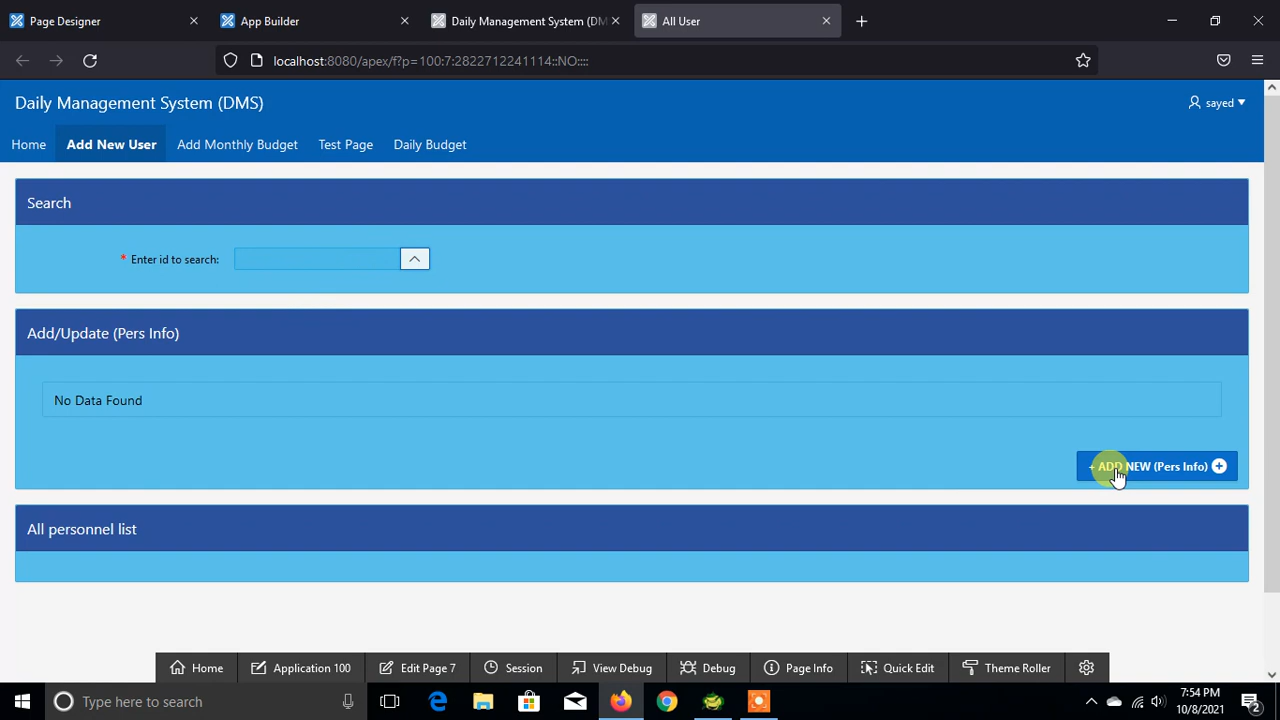 Page Designer
App Builder
Daily Management System (DM
All User
localhost:8080/apex/f?p=100:7:2822712241114::NO::::
Daily Management System (DMS)
sayed
Home
Add New User
Add Monthly Budget
Test Page
Daily Budget
Search
* Enter id to search:
Add/Update (Pers Info)
No Data Found
+ ADD NEW (Pers Info)
All personnel list
Home
Application 100
Edit Page 7
Session
View Debug
Debug
Page Info
Quick Edit
Theme Roller
Type here to search
7:54 PM
10/8/2021
2